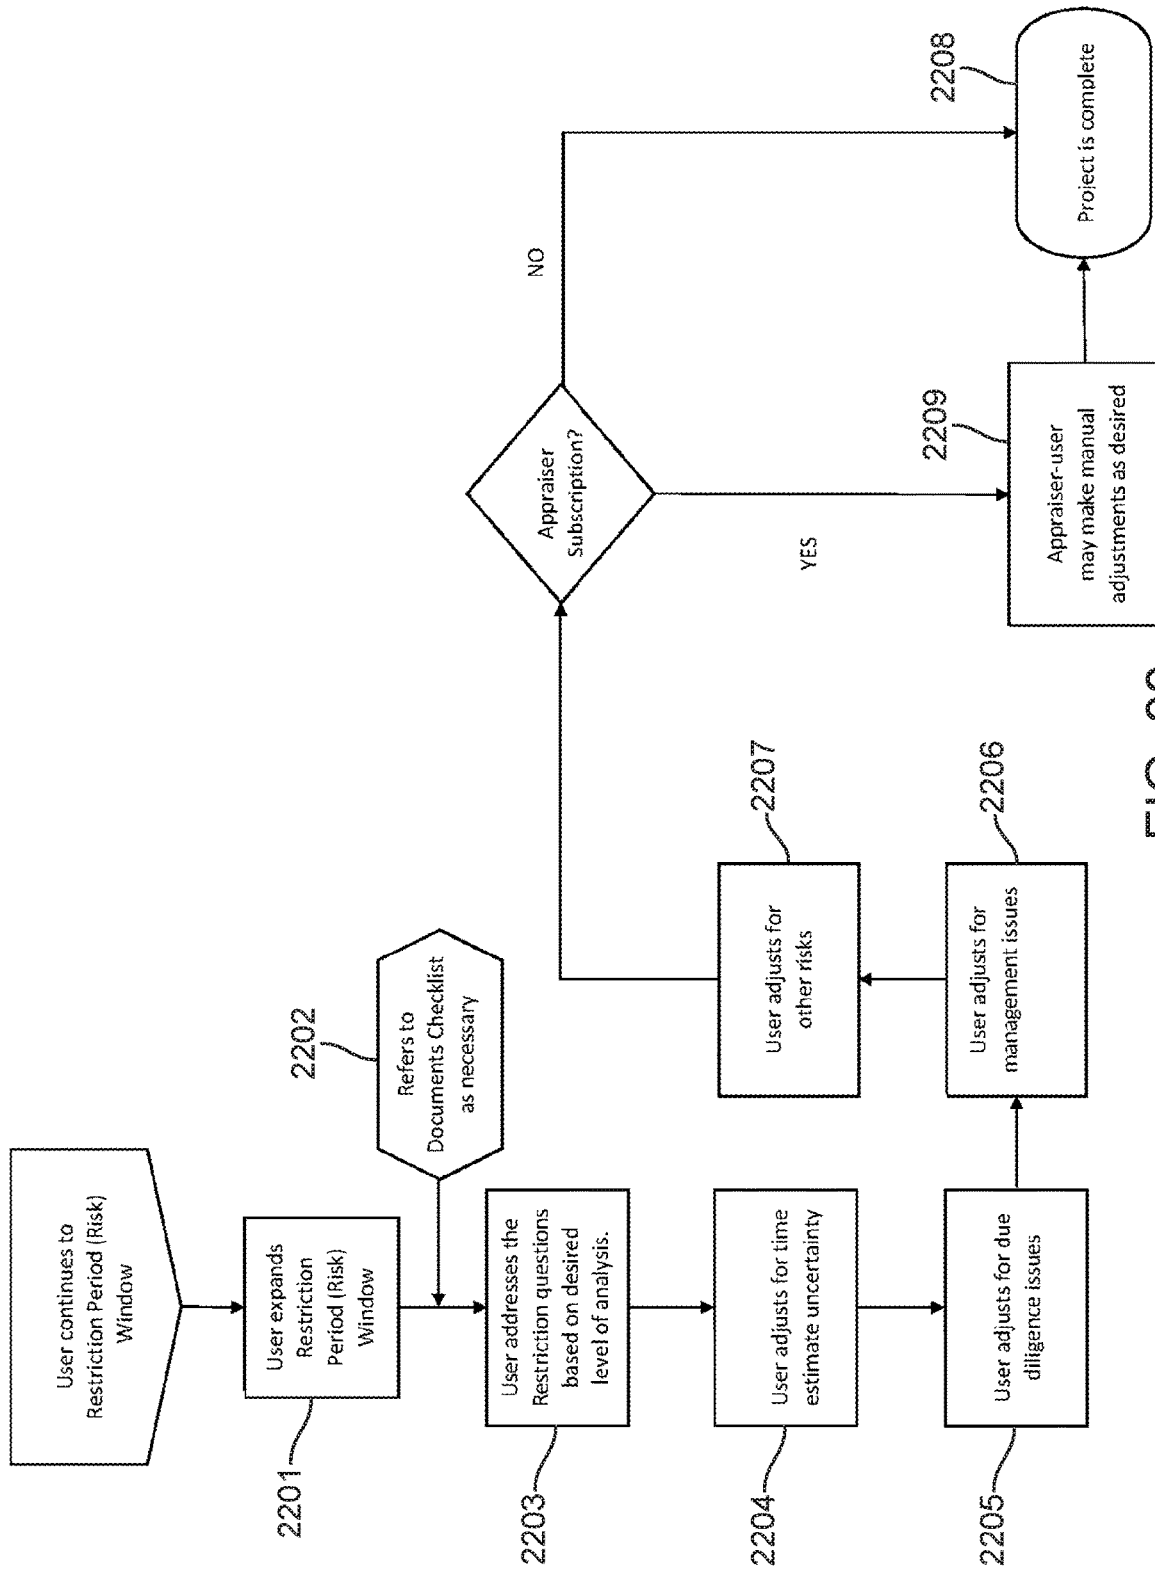 User continues to
Restriction Period (Risk)
Window
User expands
Restriction
Period (Risk)
Window
2201
Refers to
Documents Checklist
as necessary
2202
User addresses the
Restriction questions
based on desired
level of analysis.
2203
User adjusts for time
estimate uncertainty
2204
User adjusts for due
diligence issues
2205
User adjusts for
management issues
2206
User adjusts for
other risks
2207
Appraiser
Subscription?
NO
YES
Appraiser-user
may make manual
adjustments as desired
2209
Project is complete
2208